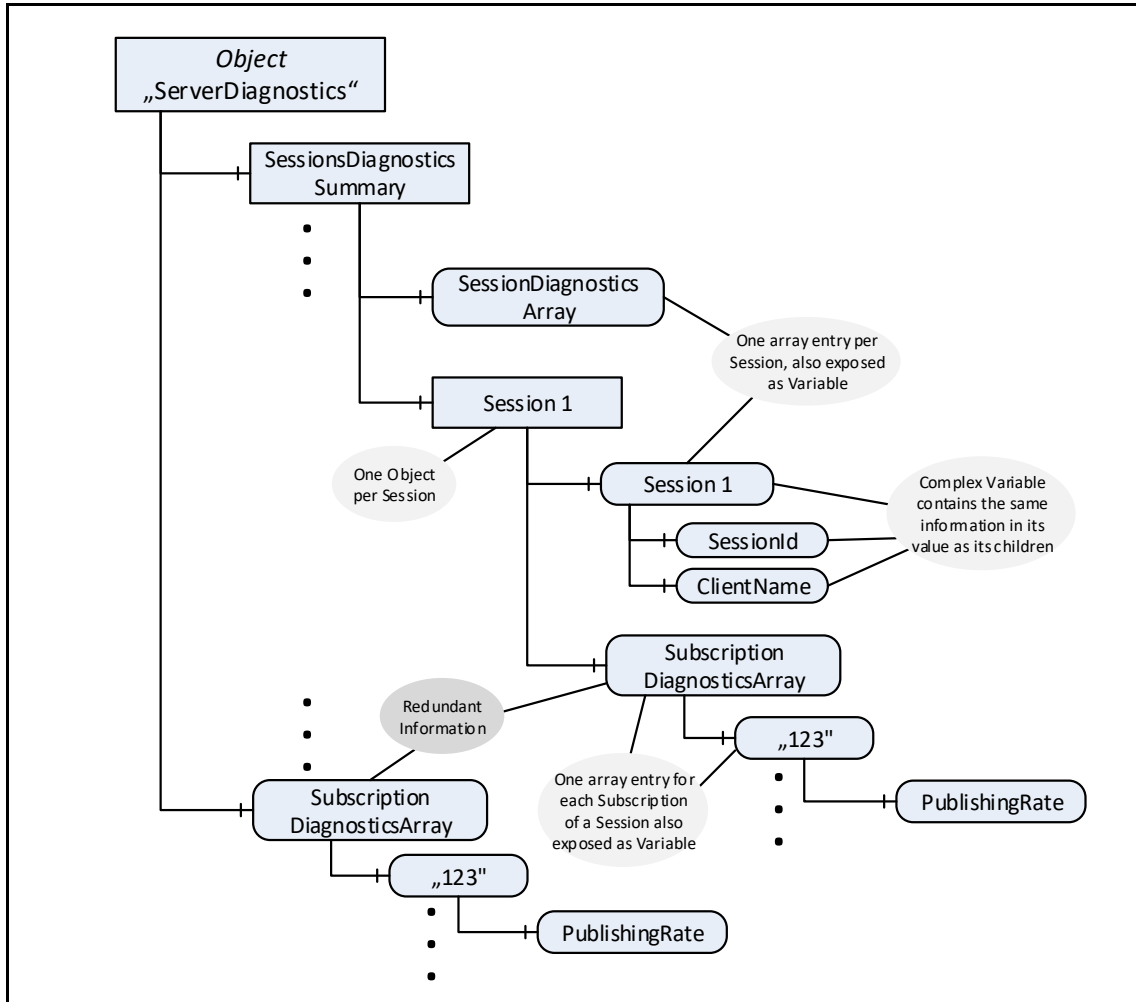 Object
„ServerDiagnostics“
SessionsDiagnostics
Summary
SessionDiagnostics
Array
One array entry per
Session, also exposed
as Variable
Session 1
One Object
per Session
Session 1
Complex Variable
contains the same
information in its
value as its children
SessionId
ClientName
Subscription
DiagnosticsArray
Redundant
Information
„123"
One array entry for
each Subscription
of a Session also
exposed as Variable
PublishingRate
Subscription
DiagnosticsArray
„123"
PublishingRate